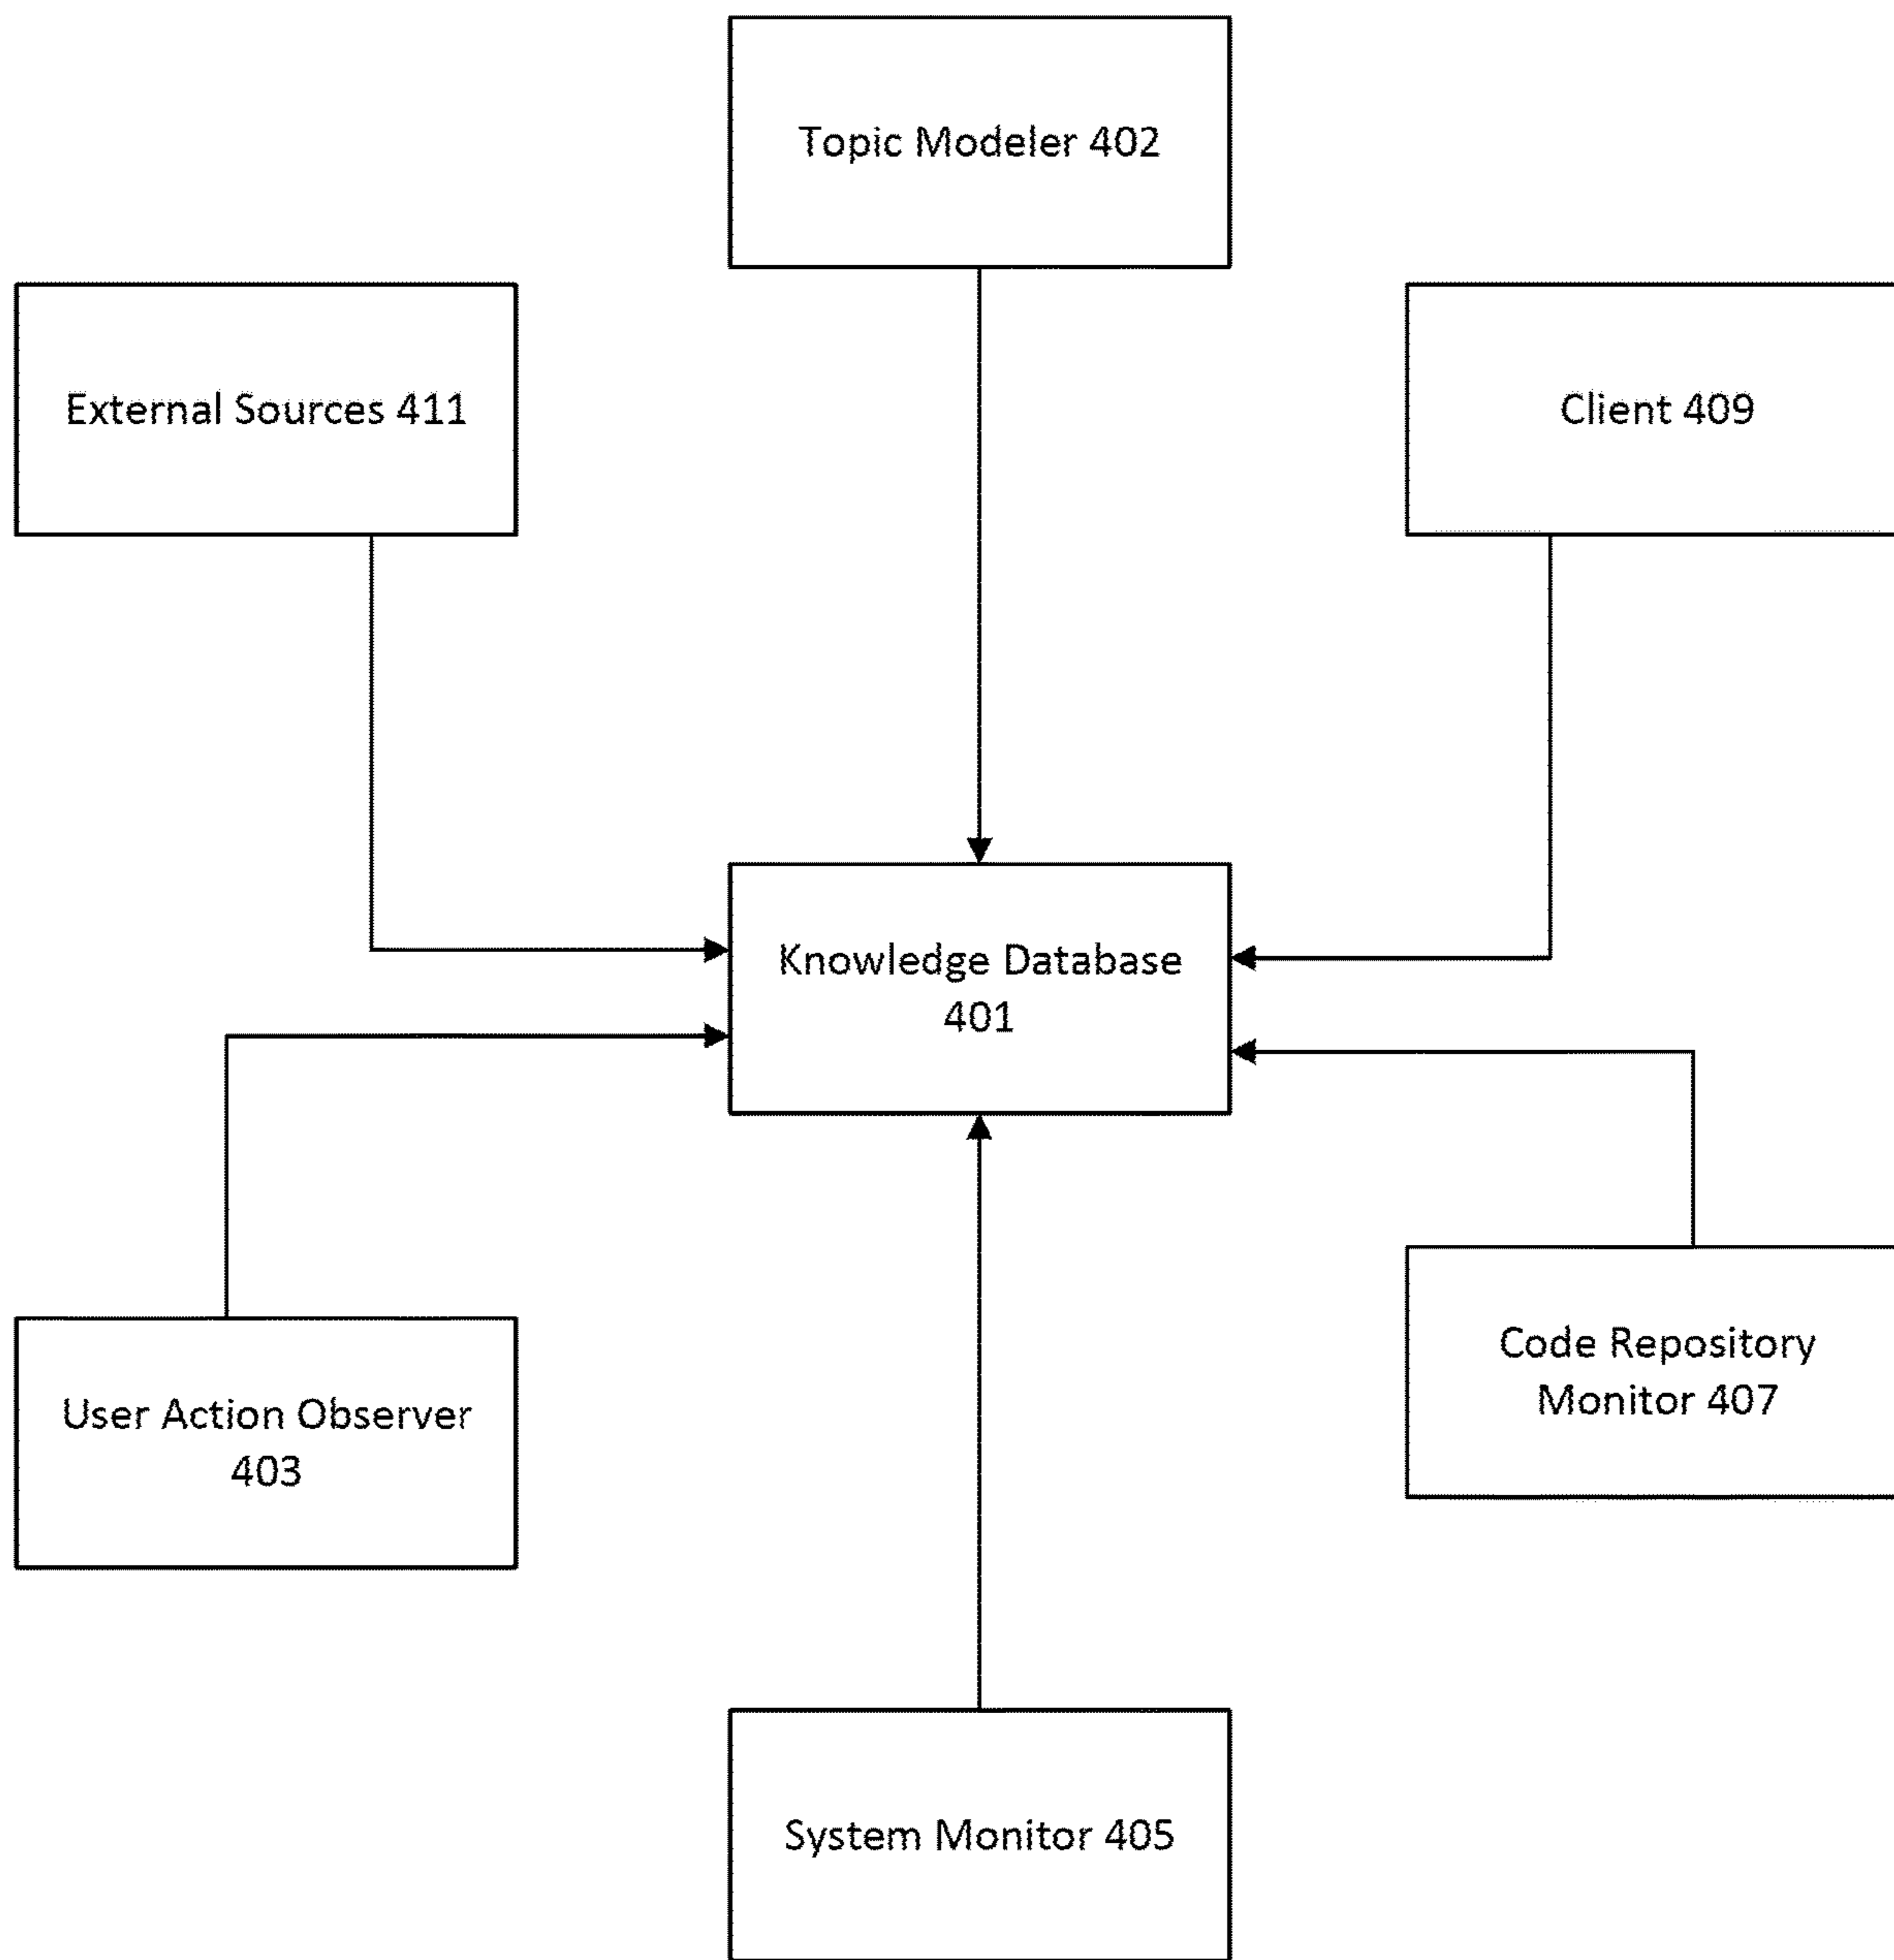 Topic Modeler 402
External Sources 411
Client 409
Knowledge Database
401
User Action Observer
403
Code Repository
Monitor 407
System Monitor 405